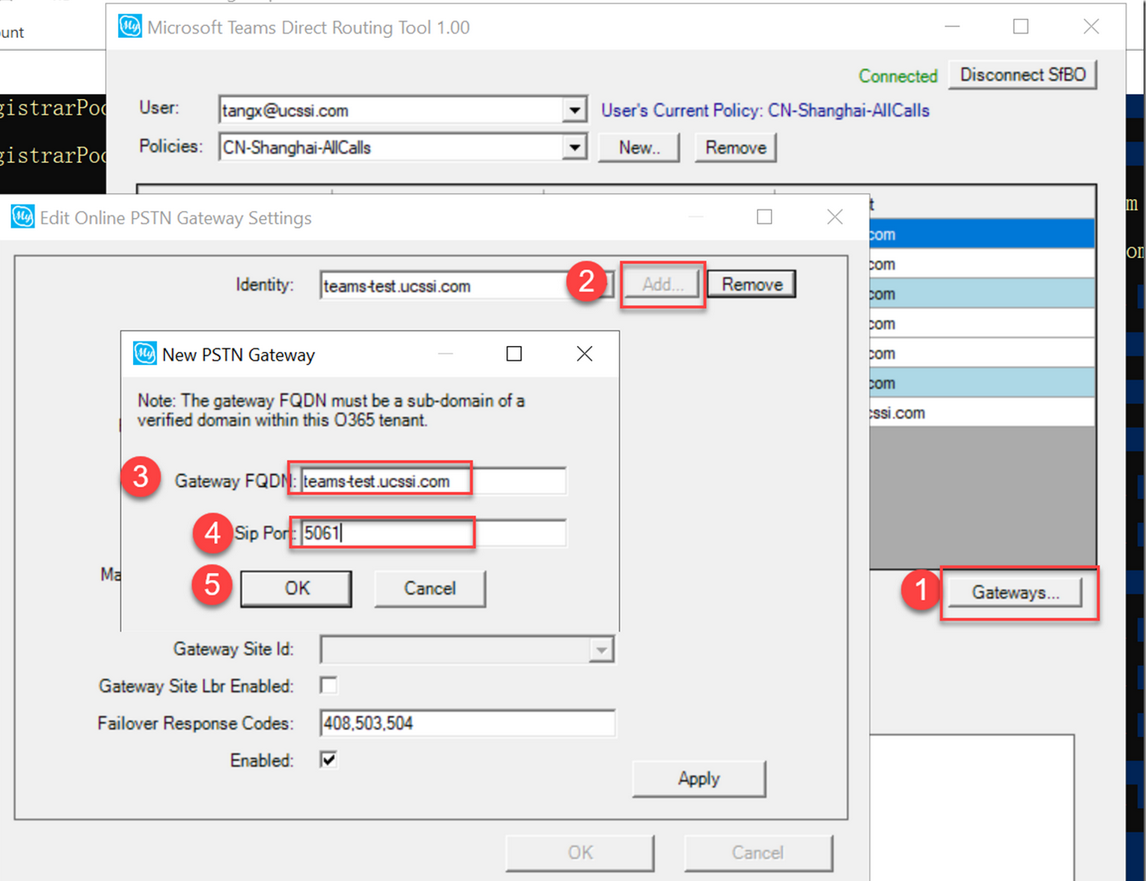 ount
Microsoft Teams Direct Routing Tool 1.00
Connected
Disconnect SfBO
gistrarPoo
User:
tangx@ucssi.com
User's Current Policy: CN-Shanghai-AllCalls
gistrarPoo
Policies:
CN-Shanghai-AllCalls
New..
Remove
t
m
Edit Online PSTN Gateway Settings
com
on
com
Identity:
teams-test.ucssi.com
2
Add...
Remove
com
com
New PSTN Gateway
com
com
Note: The gateway FQDN must be a sub-domain of a
verified domain within this O365 tenant.
cssi.com
3
Gateway FQDN:
teams-test.ucssi.com
4
Sip Port:
5061
Ma
5
OK
Cancel
1
Gateways...
Gateway Site Id:
Gateway Site Lbr Enabled:
Failover Response Codes:
408,503,504
Enabled:
Apply
OK
Cancel